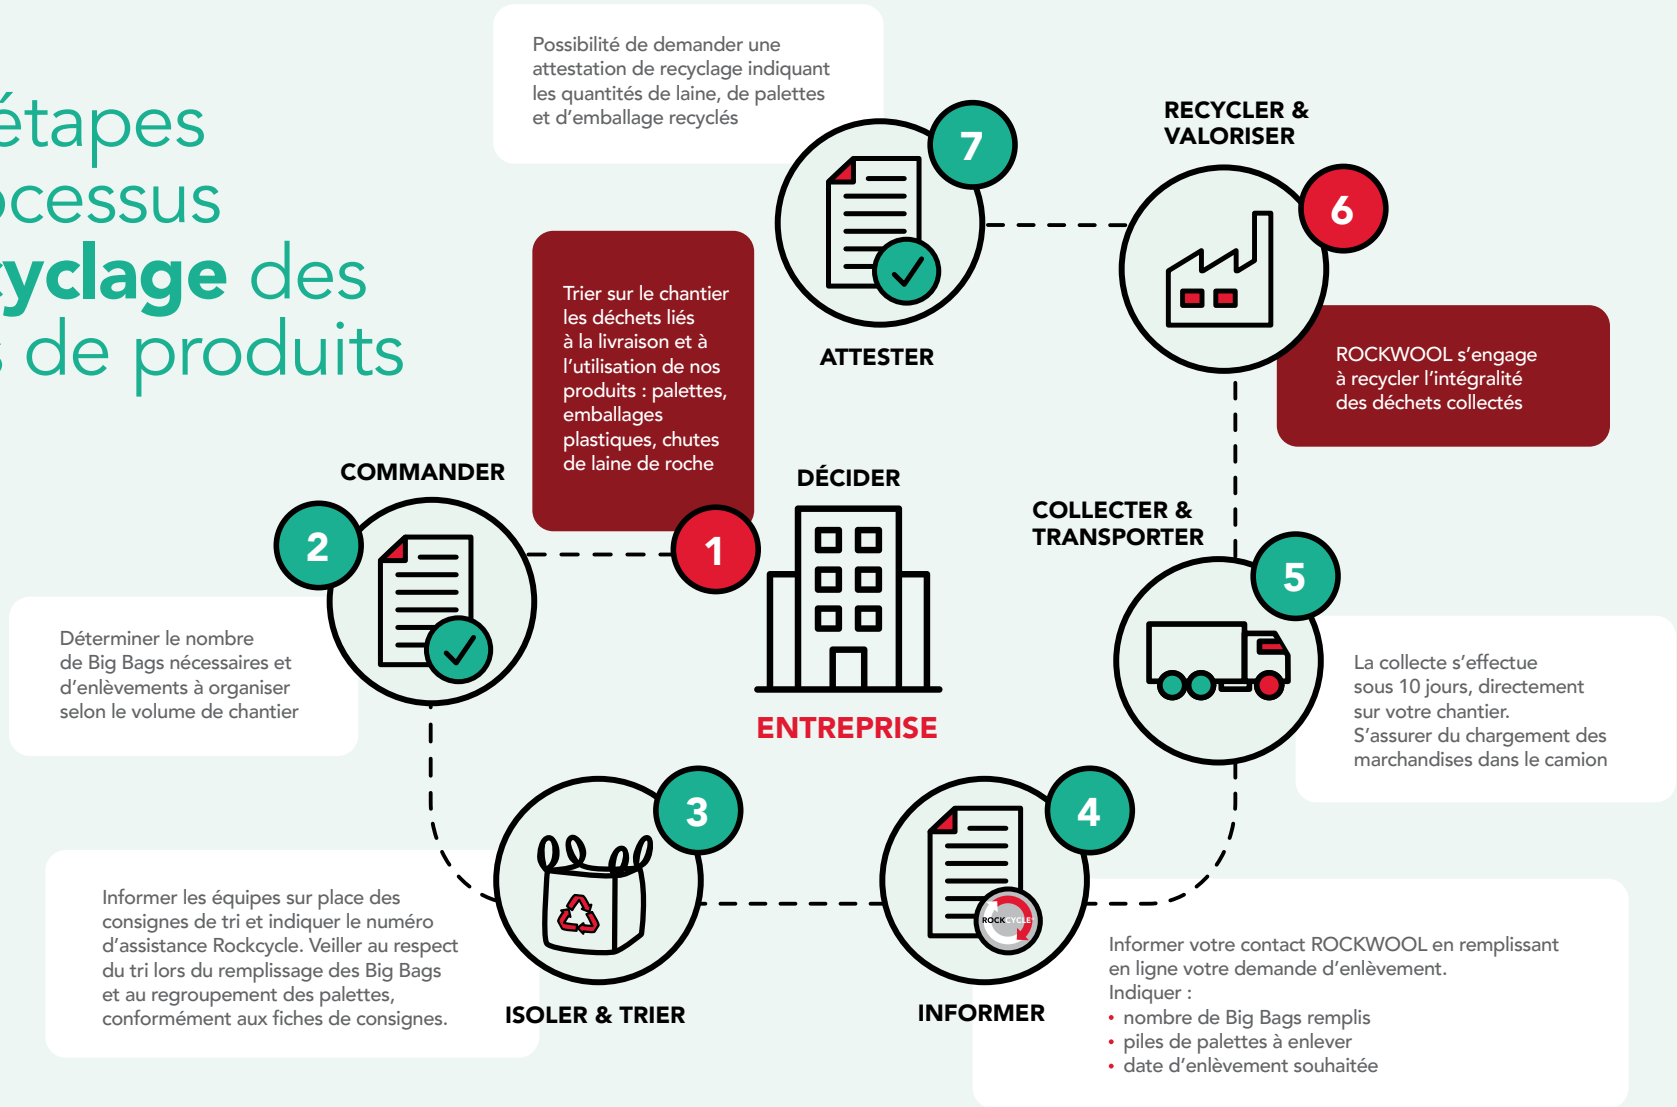 étapes
ocessus
cyclage des
s de produits
Possibilité de demander une
attestation de recyclage indiquant
les quantités de laine, de palettes
et d'emballage recyclés
7
ATTESTER
RECYCLER &
VALORISER
6
ROCKWOOL s'engage
à recycler l'intégralité
des déchets collectés
Trier sur le chantier
les déchets liés
à la livraison et à
l'utilisation de nos
produits : palettes,
emballages
plastiques, chutes
de laine de roche
1
DÉCIDER
ENTREPRISE
COMMANDER
2
Déterminer le nombre
de Big Bags nécessaires et
d'enlèvements à organiser
selon le volume de chantier
COLLECTER &
TRANSPORTER
5
La collecte s'effectue
sous 10 jours, directement
sur votre chantier.
S'assurer du chargement des
marchandises dans le camion
3
Informer les équipes sur place des
consignes de tri et indiquer le numéro
d'assistance Rockcycle. Veiller au respect
du tri lors du remplissage des Big Bags
et au regroupement des palettes,
conformément aux fiches de consignes.
ISOLER & TRIER
4
ROCKCYCLE
INFORMER
Informer votre contact ROCKWOOL en remplissant
en ligne votre demande d'enlèvement.
Indiquer :
• nombre de Big Bags remplis
• piles de palettes à enlever
• date d'enlèvement souhaitée